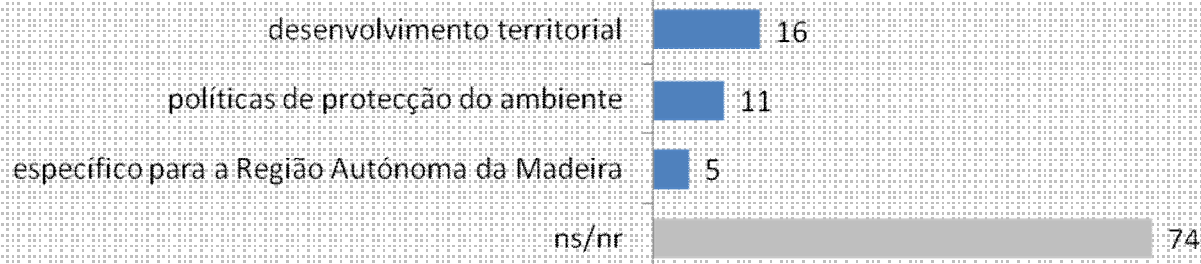 desenvolvimento territorial 16
políticas de protecção do ambiente 11
específico para a Região Autónoma da Madeira 5
ns/nr 74